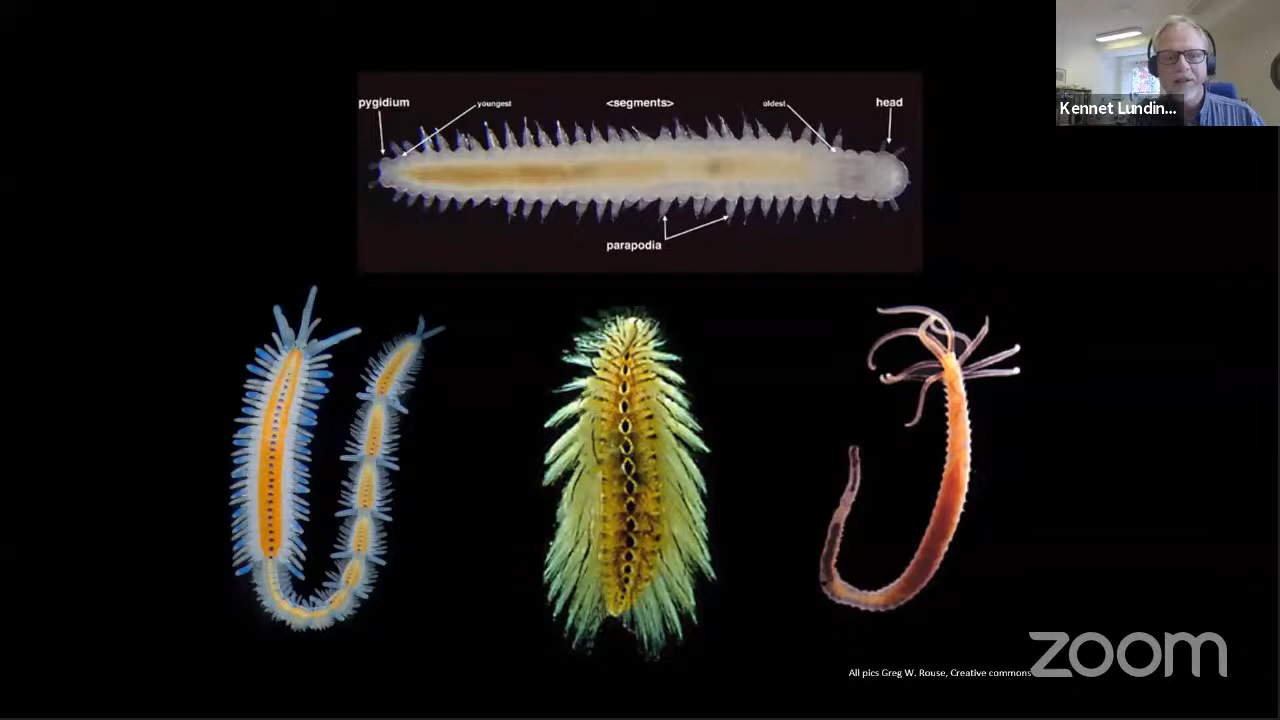 Kennet Lundin...
pygidium
youngest
<segments>
oldest
head
parapodia
All pics Greg W. Rouse, Creative commons
zoom